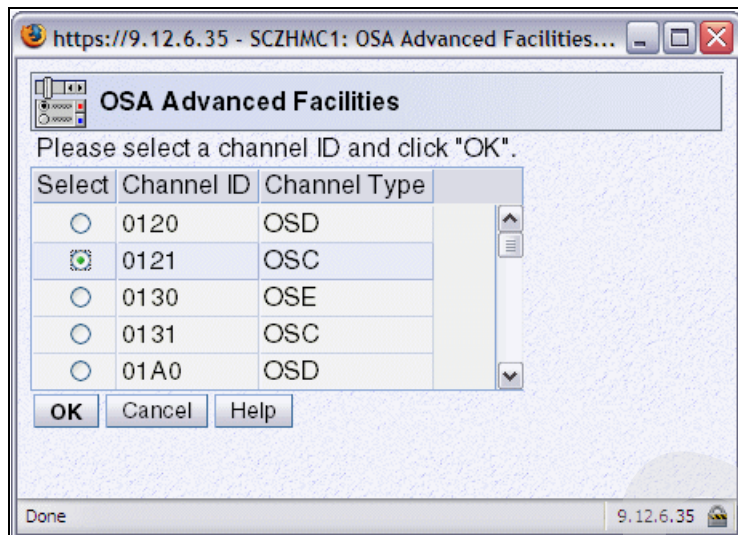 https://9.12.6.35 - SCZHMC1: OSA Advanced Facilities...
OSA Advanced Facilities
Please select a channel ID and click "OK".
Select Channel ID Channel Type
0120 OSD
0121 OSC
0130 OSE
0131 OSC
01A0 OSD
OK Cancel Help
Done 9.12.6.35